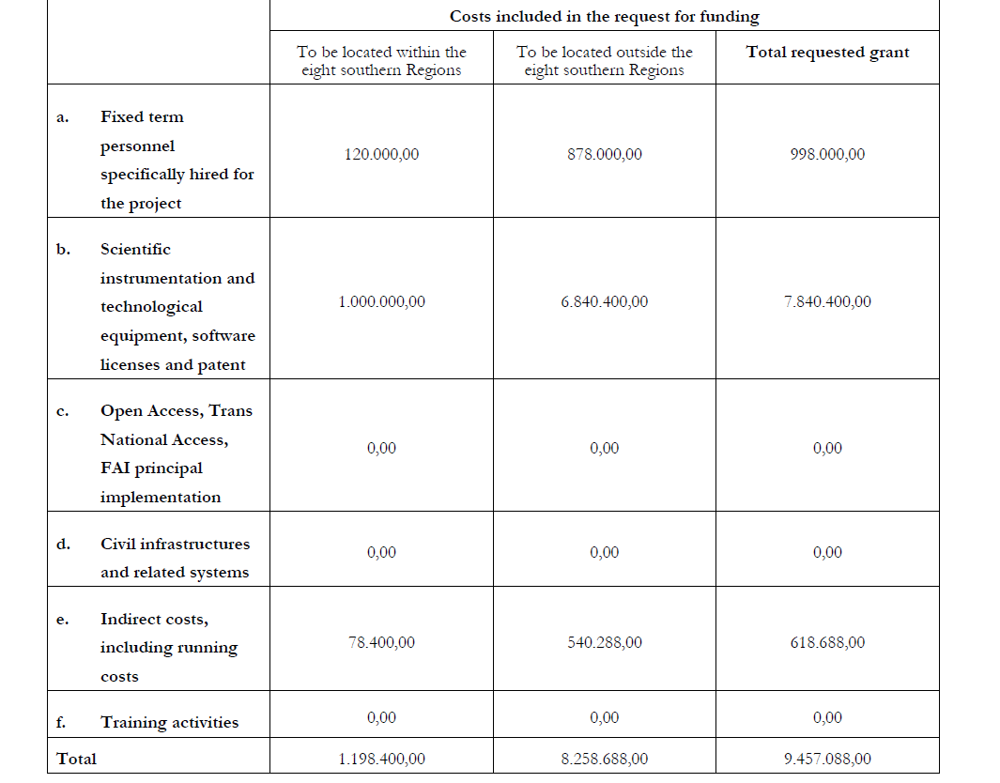 Costs included in the request for funding
To be located within the
eight southern Regions
To be located outside the
eight southern Regions
Total requested grant
a. Fixed term
personnel
specifically hired for
the project
120.000,00 878.000,00 998.000,00
b. Scientific
instrumentation and
technological
equipment, software
licenses and patent
1.000.000,00 6.840.400,00 7.840.400,00
c. Open Access, Trans
National Access,
FAI principal
implementation
0,00 0,00 0,00
d. Civil infrastructures
and related systems
0,00 0,00 0,00
e. Indirect costs,
including running
costs
78.400,00 540.288,00 618.688,00
f. Training activities
0,00 0,00 0,00
Total 1.198.400,00 8.258.688,00 9.457.088,00